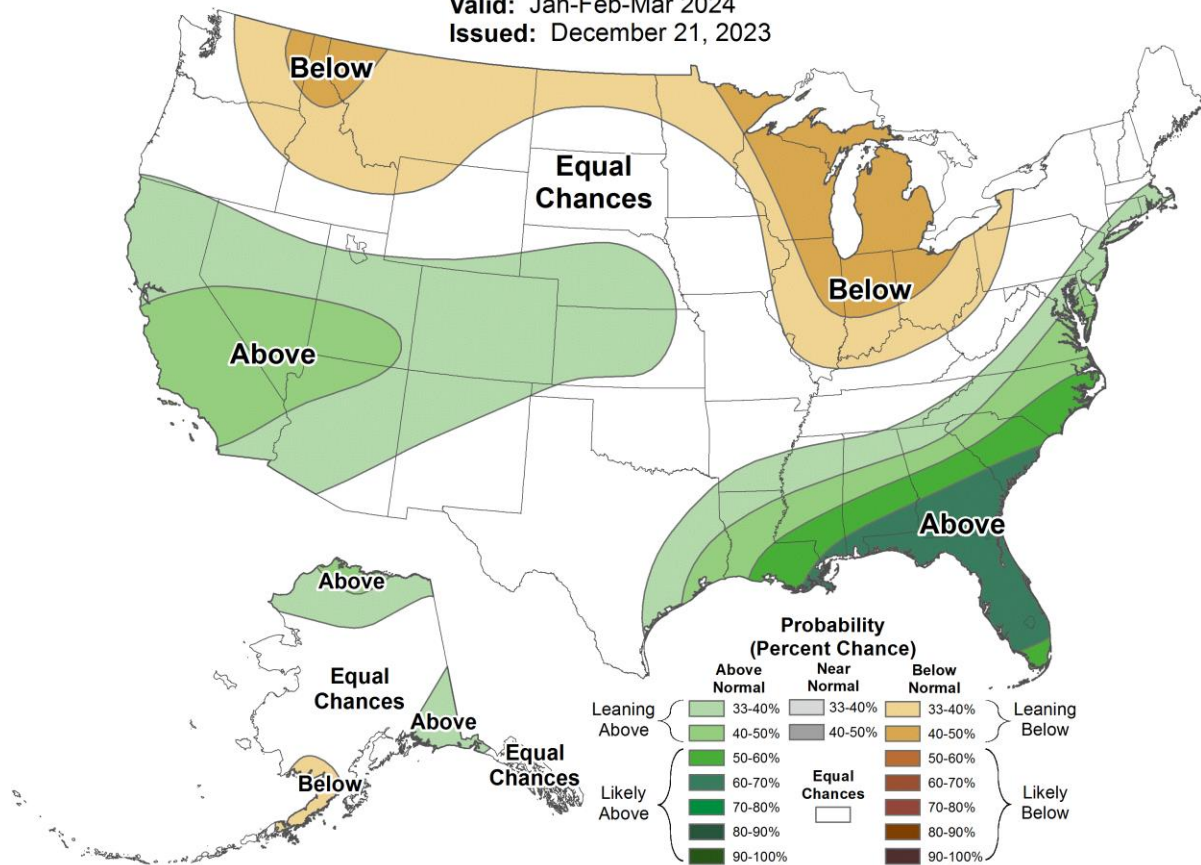 Valid: Jan-Feb-Mar 2024
Issued: December 21, 2023
Below
Equal
Chances
Below
Above
Above
Above
Equal
Chances
Above
Equal
Chances
Below
Probability
(Percent Chance)
Above
Normal
Near
Normal
Below
Normal
Leaning
Above
33-40%
33-40%
33-40%
Leaning
Below
40-50%
40-50%
40-50%
Likely
Above
50-60%
50-60%
Likely
Below
60-70%
Equal
Chances
60-70%
70-80%
70-80%
80-90%
80-90%
90-100%
90-100%